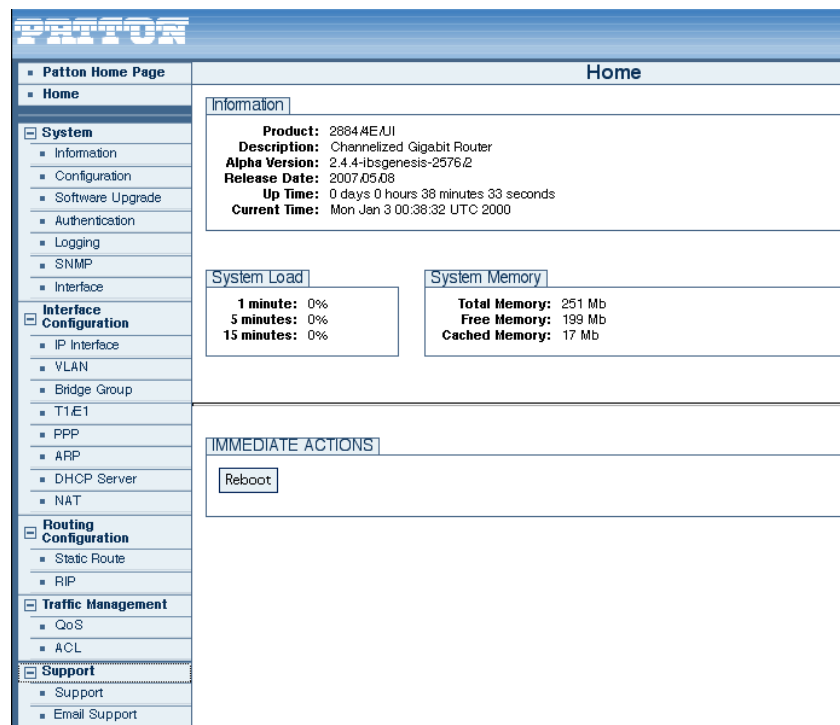 PATTON
Patton Home Page
Home
System
Information
Configuration
Software Upgrade
Authentication
Logging
SNMP
Interface
Interface
Configuration
IP Interface
VLAN
Bridge Group
T1/E1
PPP
ARP
DHCP Server
NAT
Routing
Configuration
Static Route
RIP
Traffic Management
QoS
ACL
Support
Support
Email Support
Home
Information
Product: 2884/4E/UI
Description: Channelized Gigabit Router
Alpha Version: 2.4.4-ibsgenesis-2576/2
Release Date: 2007/05/08
Up Time: 0 days 0 hours 38 minutes 33 seconds
Current Time: Mon Jan 3 00:38:32 UTC 2000
System Load
1 minute: 0%
5 minutes: 0%
15 minutes: 0%
System Memory
Total Memory: 251 Mb
Free Memory: 199 Mb
Cached Memory: 17 Mb
IMMEDIATE ACTIONS
Reboot